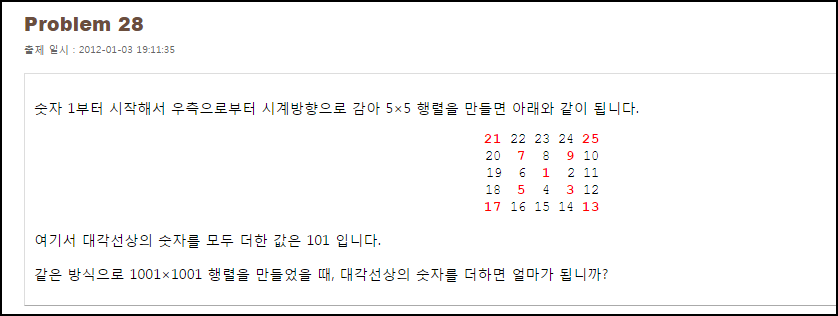 Problem 28
출제 일시 : 2012-01-03 19:11:35
숫자 1부터 시작해서 우측으로부터 시계방향으로 감아 5×5 행렬을 만들면 아래와 같이 됩니다.
21 22 23 24 25
20 7 8 9 10
19 6 1 2 11
18 5 4 3 12
17 16 15 14 13
여기서 대각선상의 숫자를 모두 더한 값은 101 입니다.
같은 방식으로 1001×1001 행렬을 만들었을 때, 대각선상의 숫자를 더하면 얼마가 됩니까?